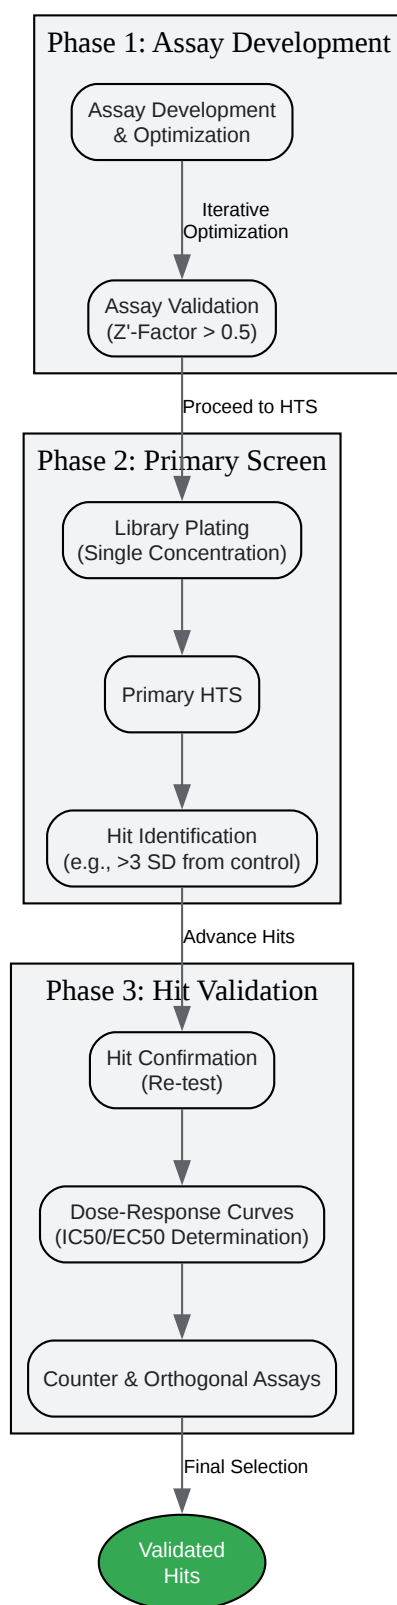 Phase 1: Assay Development
Assay Development
& Optimization
Iterative
Optimization
Assay Validation
(Z'-Factor > 0.5)
Proceed to HTS
Phase 2: Primary Screen
Library Plating
(Single Concentration)
Primary HTS
Hit Identification
(e.g., >3 SD from control)
Advance Hits
Phase 3: Hit Validation
Hit Confirmation
(Re-test)
Dose-Response Curves
(IC50/EC50 Determination)
Counter & Orthogonal Assays
Final Selection
Validated
Hits